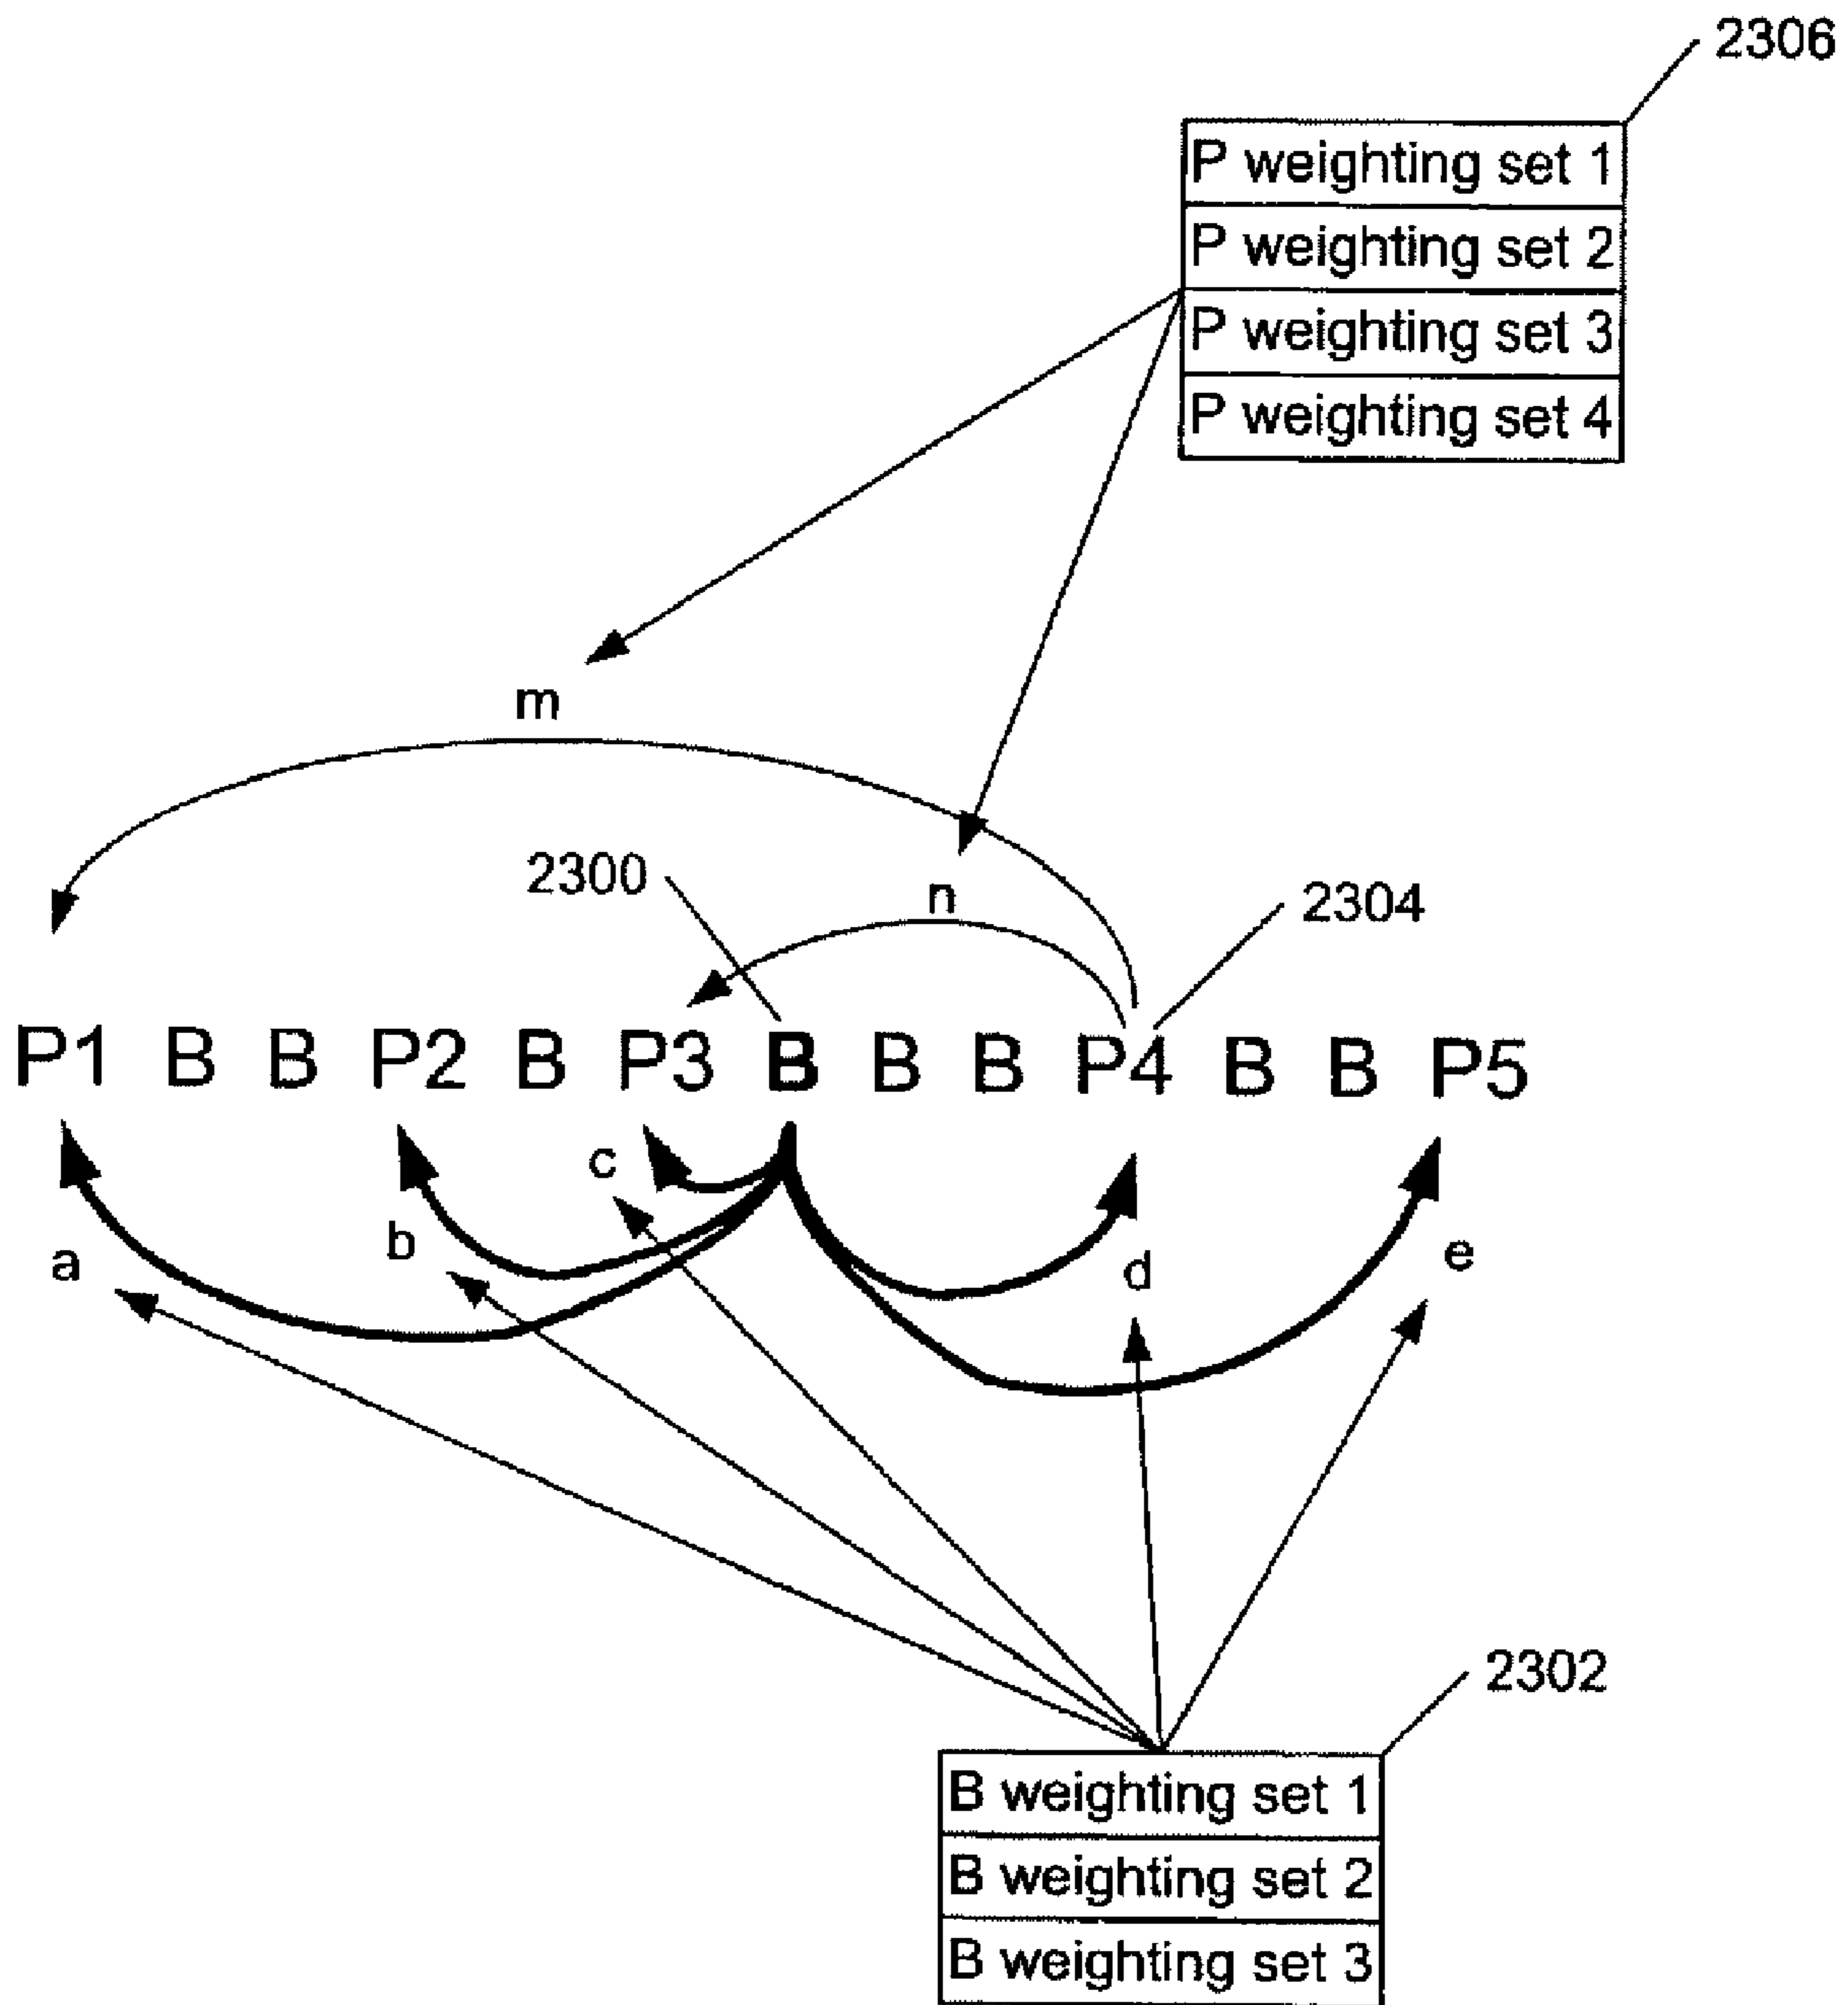 2306
P weighting set 1
P weighting set 2
P weighting set 3
P weighting set 4
m
2300
n
2304
P1 B B P2 B P3 B B B P4 B B P5
c
b
a
d
e
2302
B weighting set 1
B weighting set 2
B weighting set 3